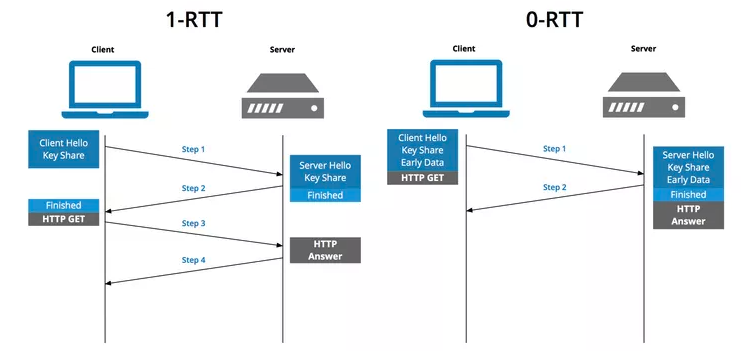 1-RTT
Client
Server
Client Hello
Key Share
Step 1
Server Hello
Key Share
Finished
Step 2
Finished
HTTP GET
Step 3
HTTP
Answer
Step 4
0-RTT
Client
Server
Client Hello
Key Share
Early Data
HTTP GET
Step 1
Server Hello
Key Share
Early Data
Finished
HTTP
Answer
Step 2